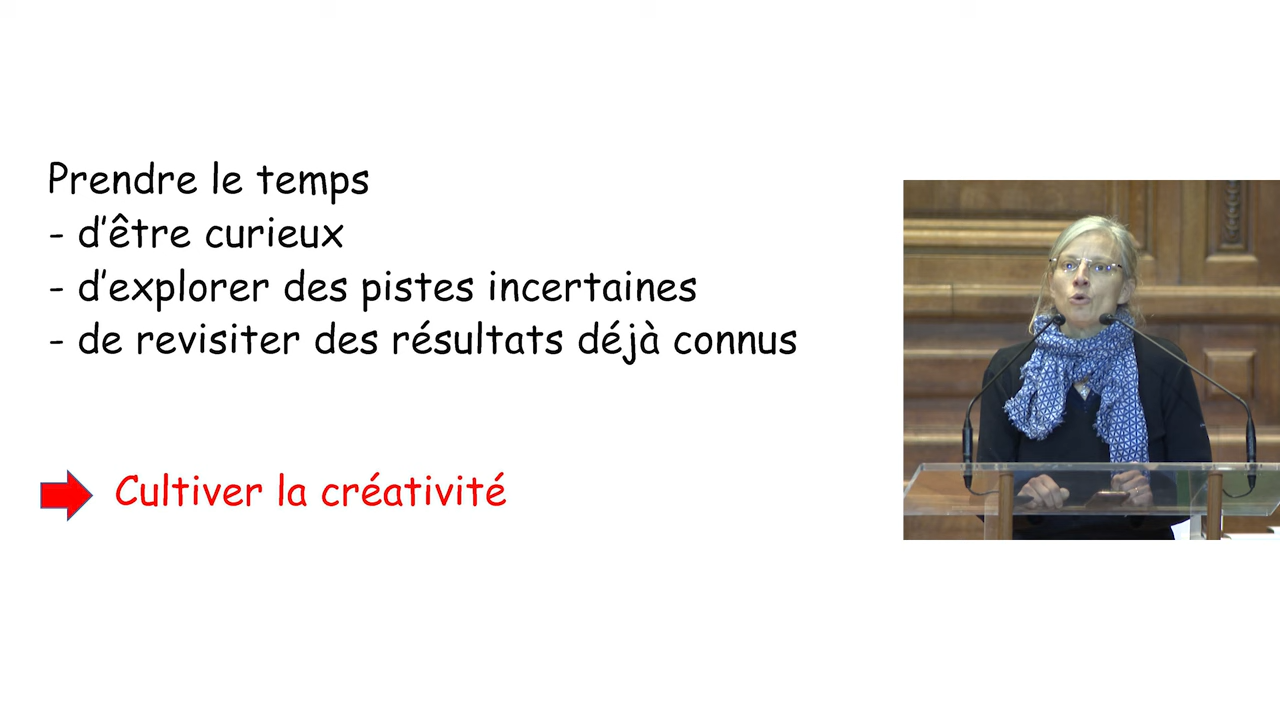 Prendre le temps
- d'être curieux
- d'explorer des pistes incertaines
- de revisiter des résultats déjà connus
Cultiver la créativité